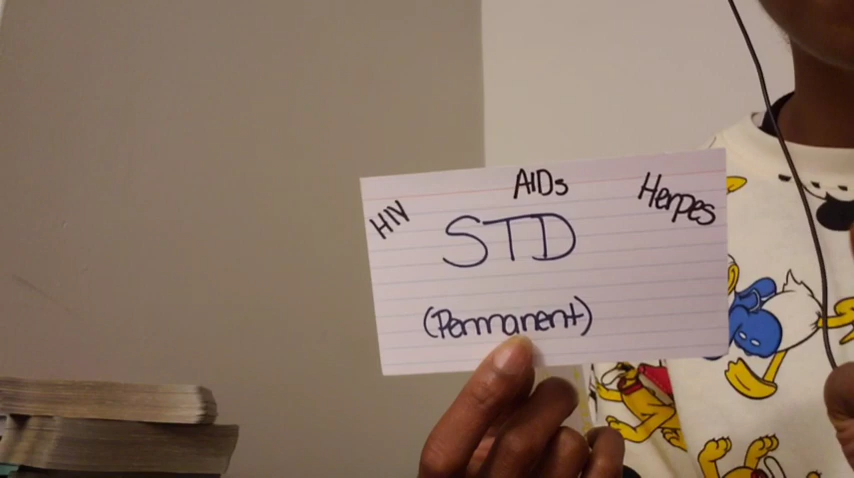 HIV
AIDs
Herpes
STD
(Permanent)